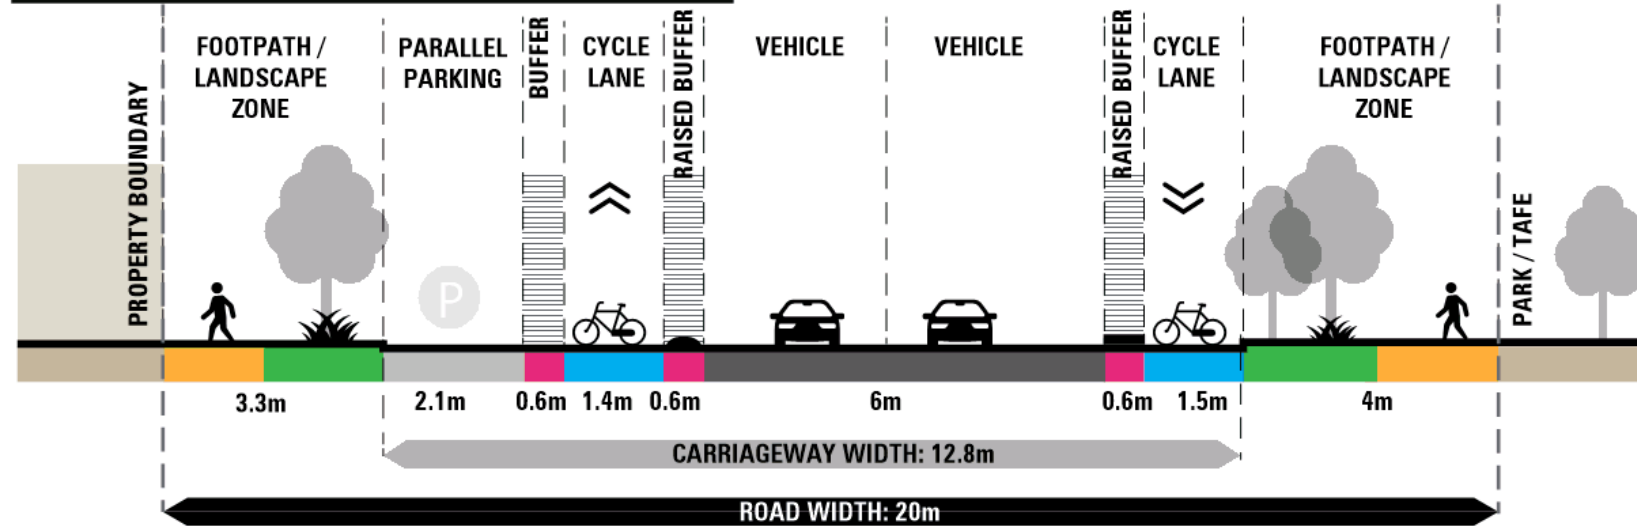 PROPERTY BOUNDARY
FOOTPATH /
LANDSCAPE
ZONE
PARALLEL
PARKING
BUFFER
CYCLE
LANE
RAISED BUFFER
VEHICLE
VEHICLE
RAISED BUFFER
CYCLE
LANE
FOOTPATH /
LANDSCAPE
ZONE
PARK / TAFE
P
3.3m
2.1m
0.6m
1.4m
0.6m
6m
0.6m
1.5m
4m
CARRIAGEWAY WIDTH: 12.8m
ROAD WIDTH: 20m